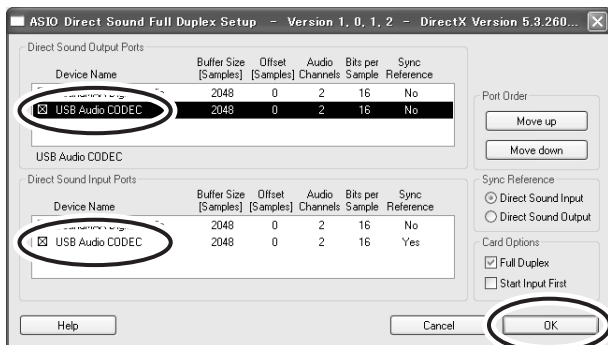 ASIO Direct Sound Full Duplex Setup - Version 1, 0, 1, 2 - DirectX Version 5.3.260...
Direct Sound Output Ports
Device Name
Buffer Size [Samples]
Offset [Samples]
Audio Channels
Bits per Sample
Sync Reference
2048 0 2 16 No
USB Audio CODEC 2048 0 2 16 No
USB Audio CODEC
Port Order
Move up
Move down
Direct Sound Input Ports
Device Name
Buffer Size [Samples]
Offset [Samples]
Audio Channels
Bits per Sample
Sync Reference
2048 0 2 16 No
USB Audio CODEC 2048 0 2 16 Yes
Sync Reference
Direct Sound Input
Direct Sound Output
Card Options
Full Duplex
Start Input First
Help
Cancel
OK